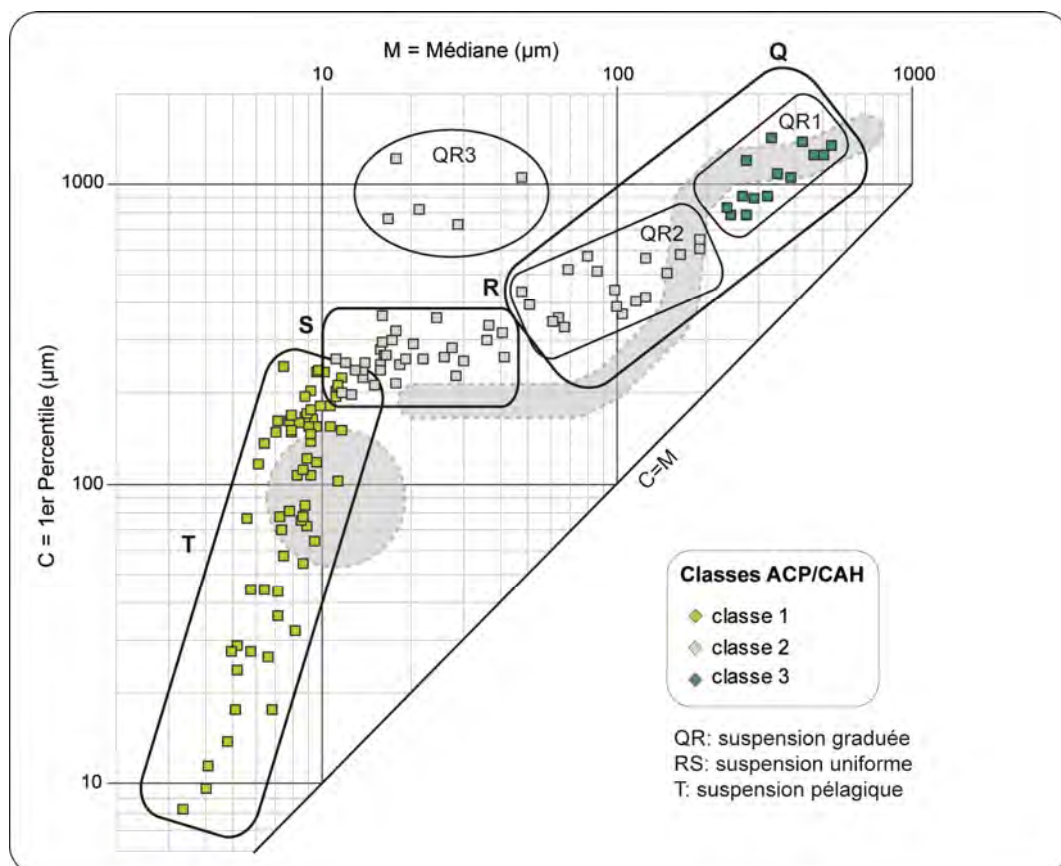 M = Médiane (µm)
10
100
1000
Q
QR1
QR3
1000
QR2
R
S
C = 1er Percentile (µm)
100
C=M
T
Classes ACP/CAH
classe 1
classe 2
classe 3
QR: suspension graduée
RS: suspension uniforme
T: suspension pélagique
10